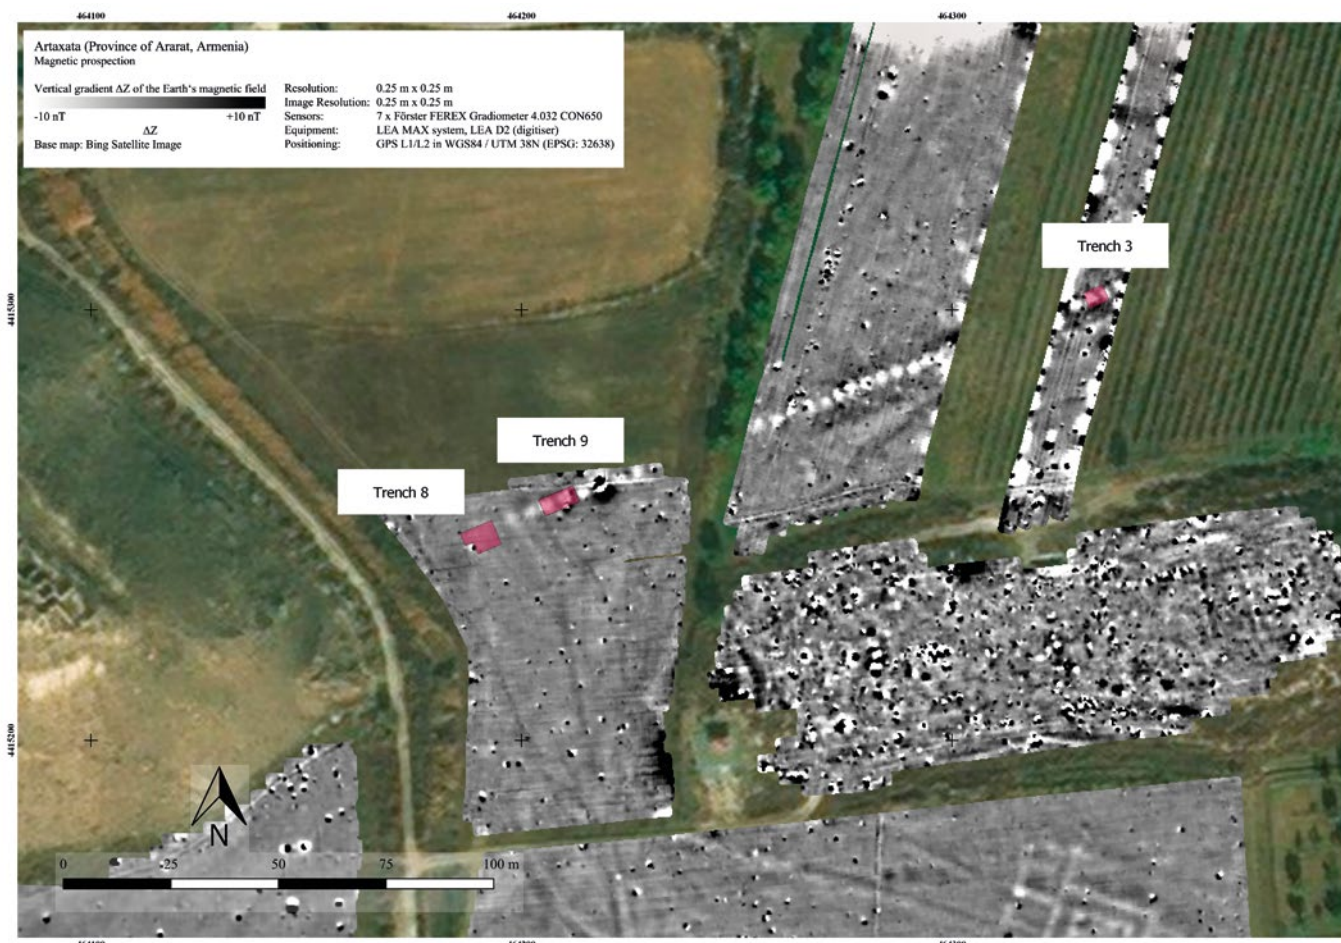 464100 464200 464300
Artaxata (Province of Ararat, Armenia)
Magnetic prospection
Vertical gradient ΔZ of the Earth's magnetic field
-10 nT +10 nT
ΔZ
Base map: Bing Satellite Image
Resolution: 0.25 m x 0.25 m
Image Resolution: 0.25 m x 0.25 m
Sensors: 7 x Förster FEREX Gradiometer 4.032 CON650
Equipment: LEA MAX system, LEA D2 (digitiser)
Positioning: GPS L1/L2 in WGS84 / UTM 38N (EPSG: 32638)
Trench 3
4415300
Trench 9
Trench 8
4415200
N
0 25 50 75 100 m